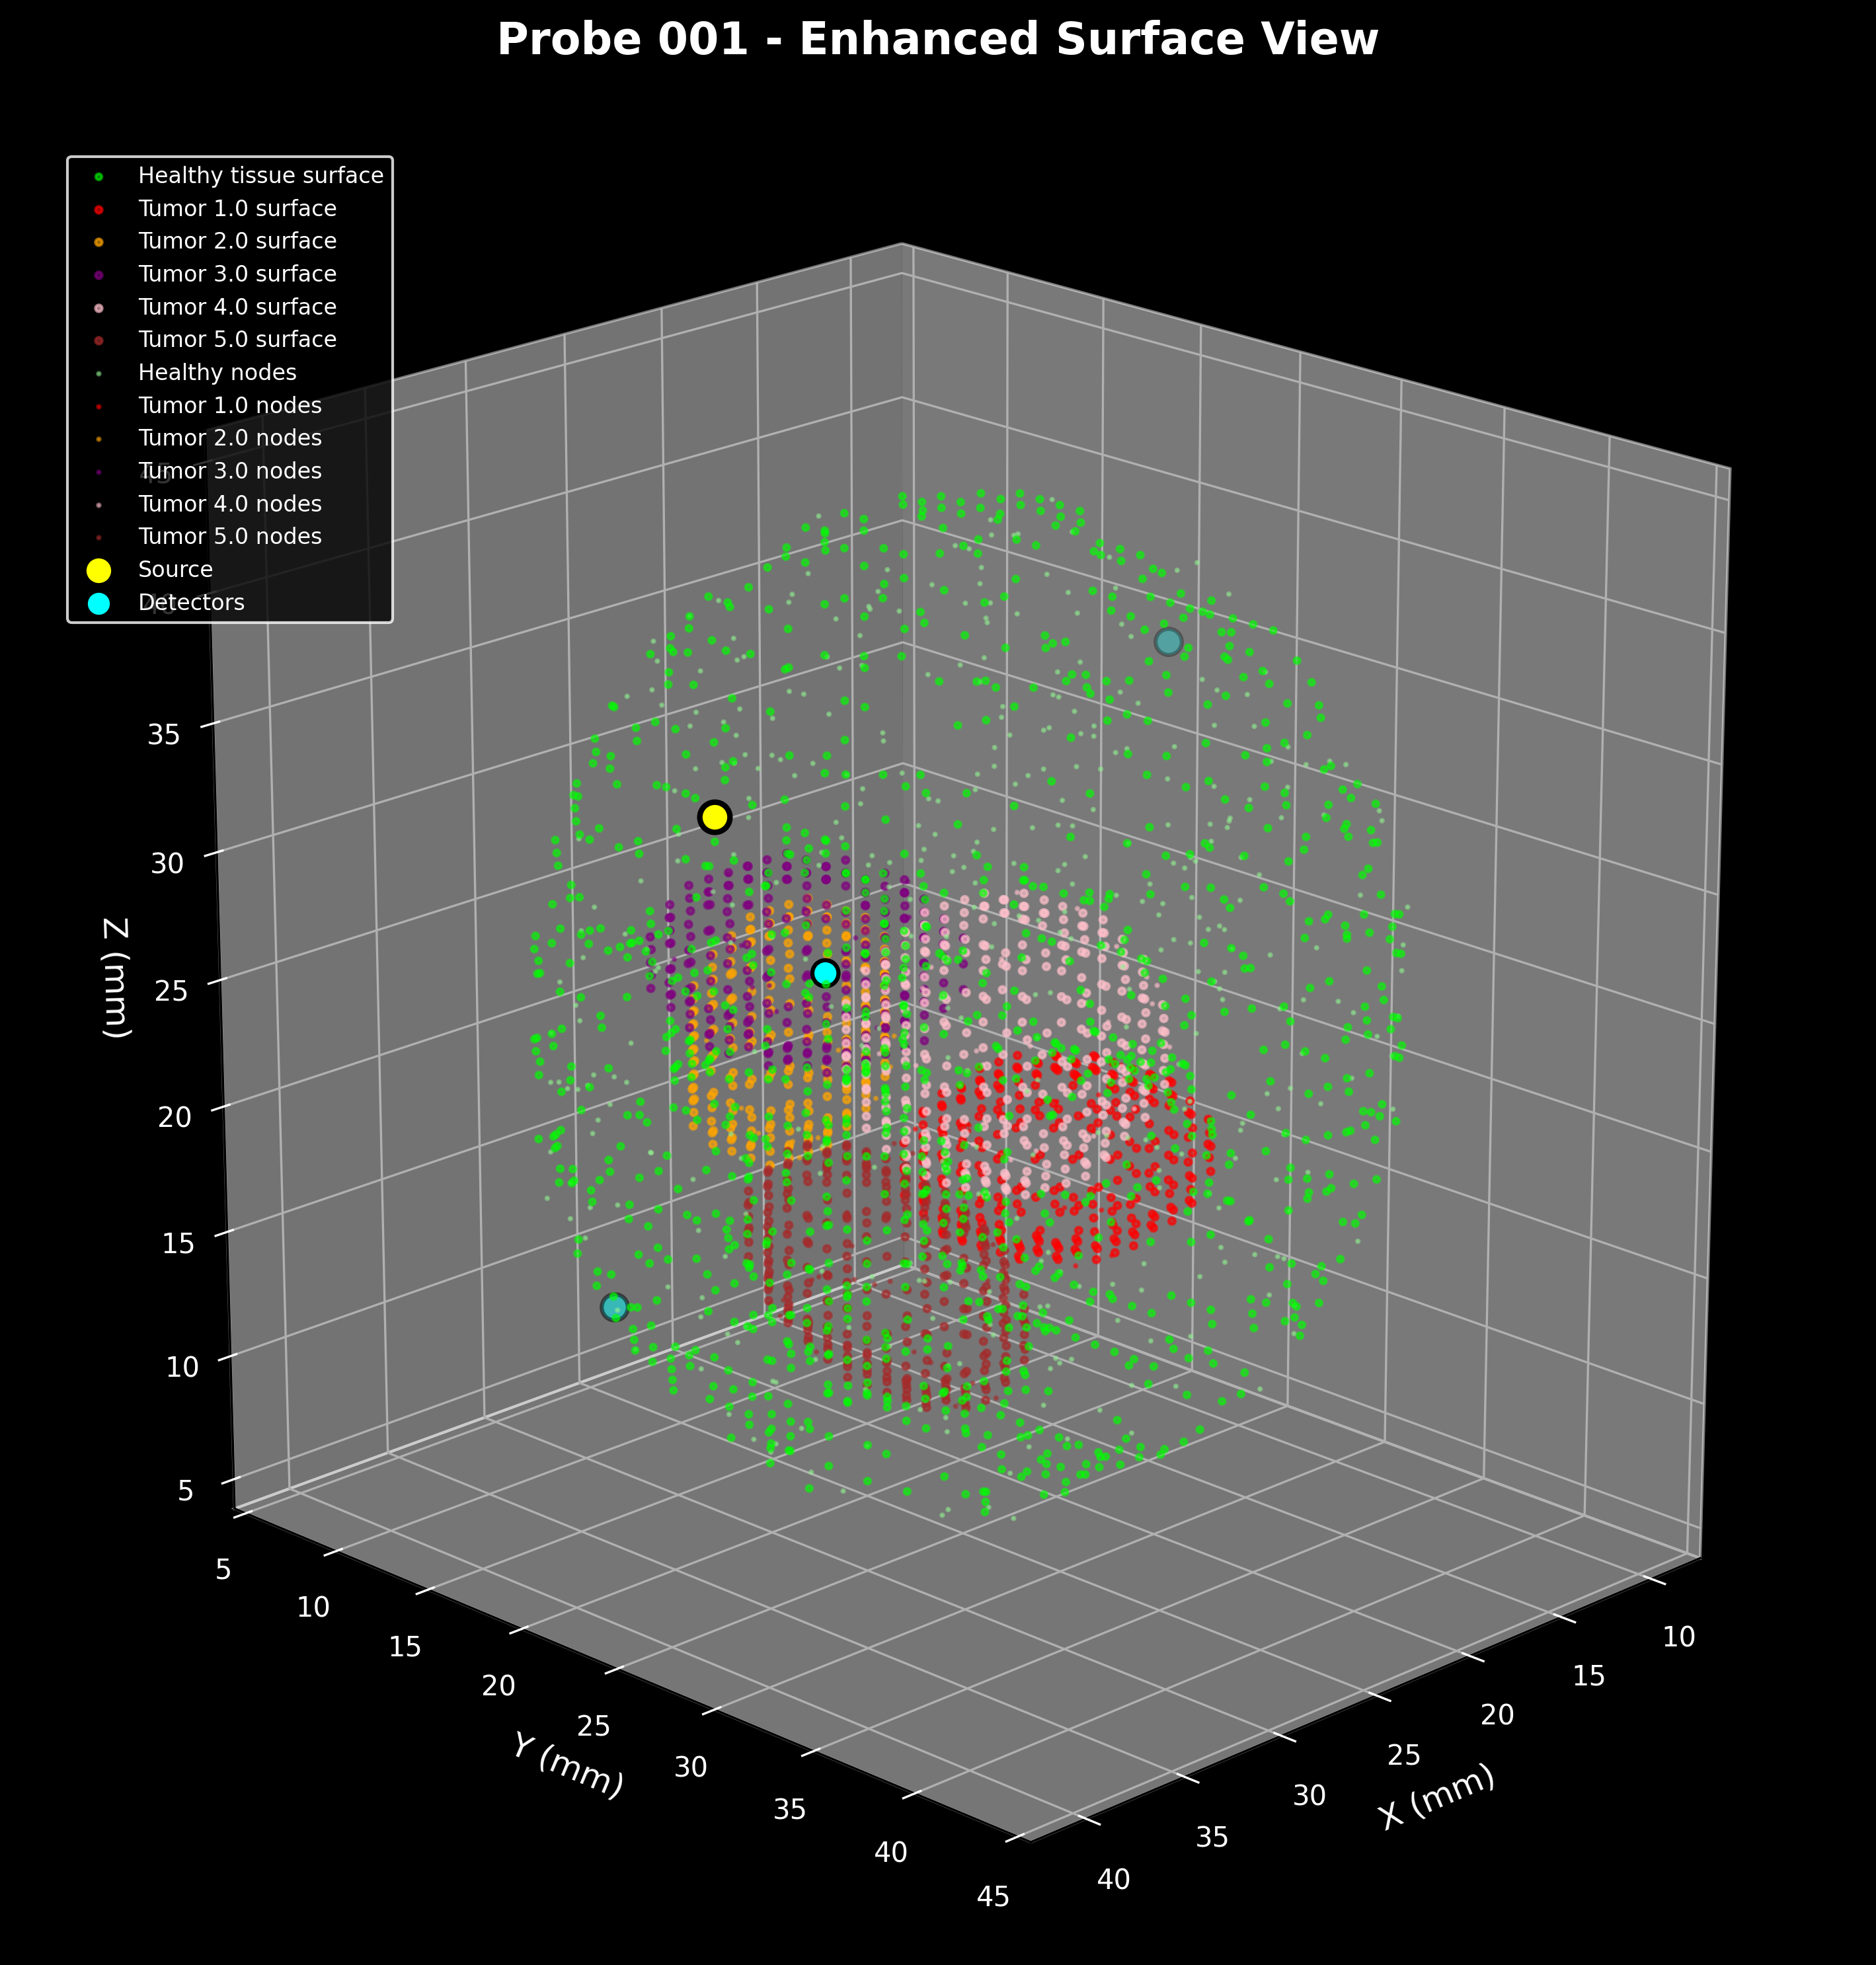 Probe 001 - Enhanced Surface View
Healthy tissue surface
Tumor 1.0 surface
Tumor 2.0 surface
Tumor 3.0 surface
Tumor 4.0 surface
Tumor 5.0 surface
Healthy nodes
Tumor 1.0 nodes
Tumor 2.0 nodes
Tumor 3.0 nodes
Tumor 4.0 nodes
Tumor 5.0 nodes
Source
Detectors
45
40
35
30
25
20
15
10
5
Z (mm)
5
10
15
20
25
30
35
40
45
Y (mm)
10
15
20
25
30
35
40
X (mm)